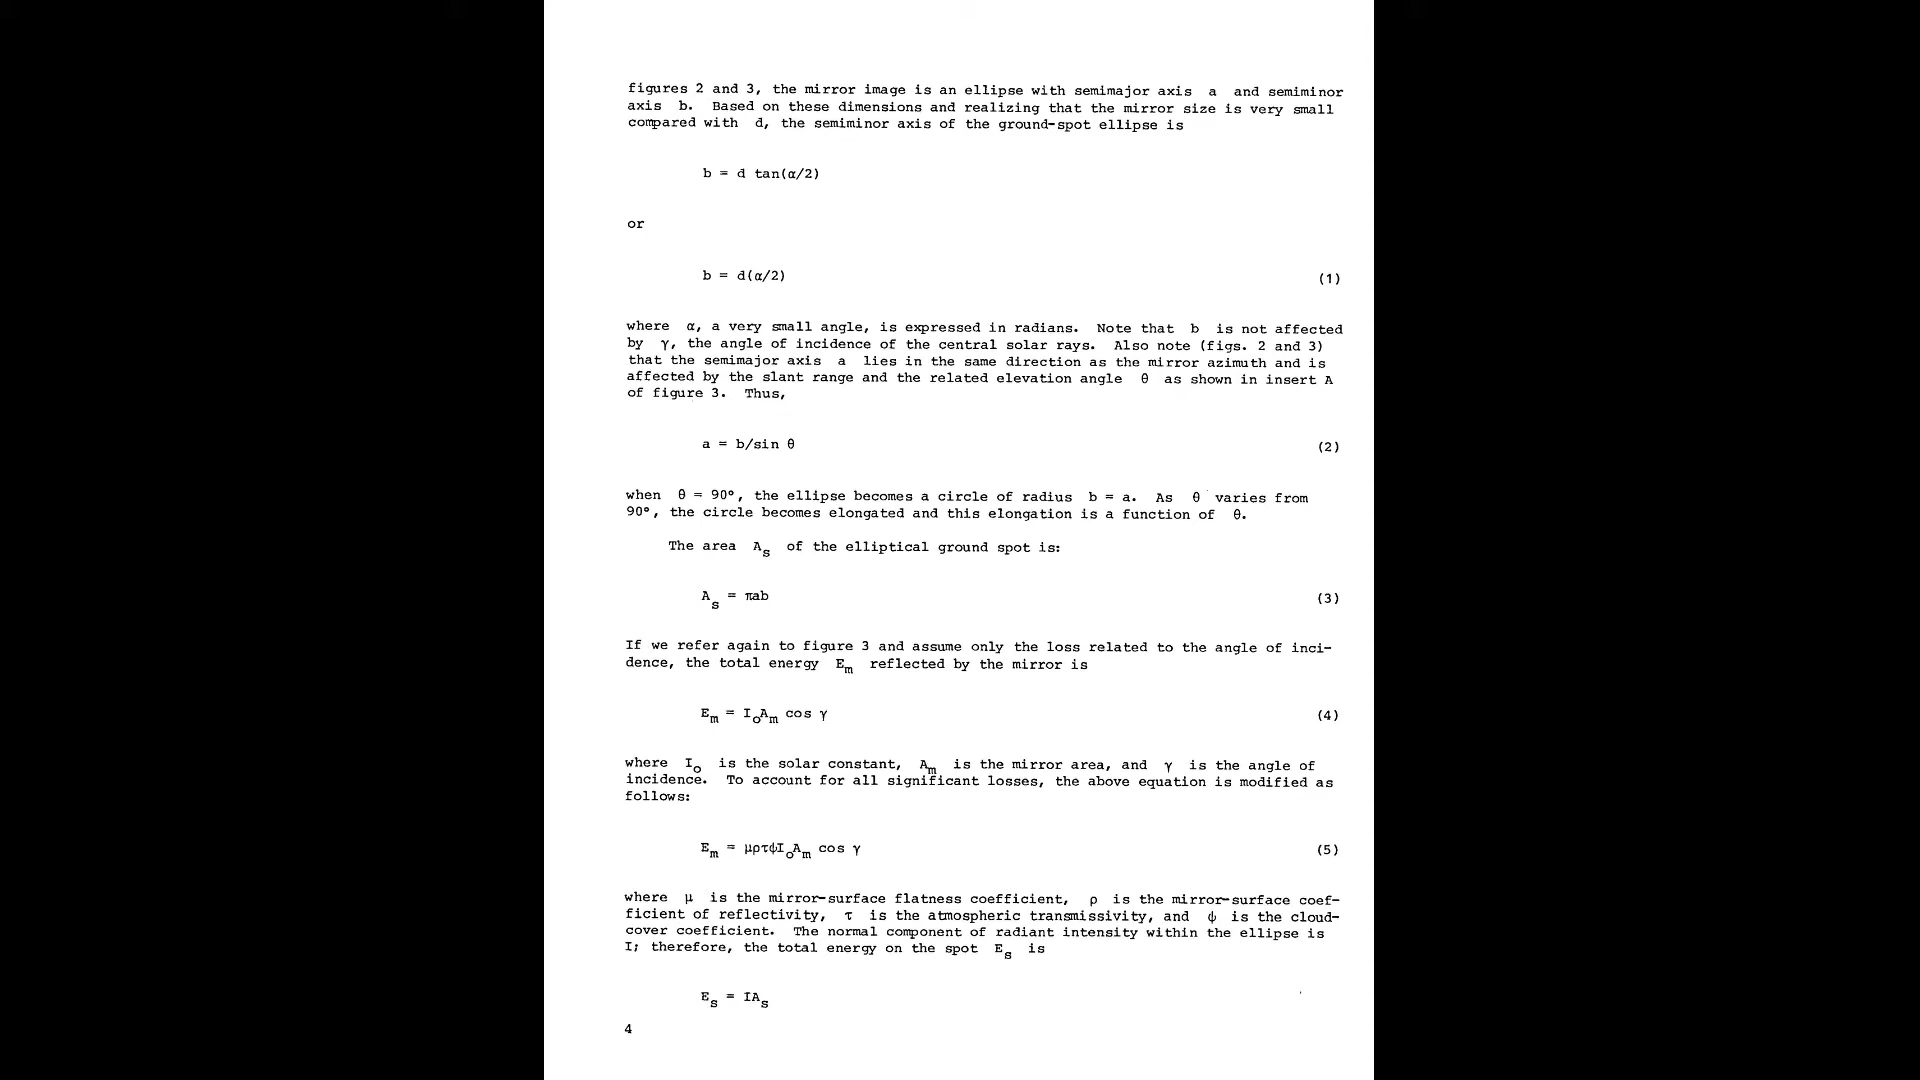 figures 2 and 3, the mirror image is an ellipse with semimajor axis a and semiminor
axis b. Based on these dimensions and realizing that the mirror size is very small
compared with d, the semiminor axis of the ground-spot ellipse is
b = d tan(α/2)
or
b = d(α/2) (1)
where α, a very small angle, is expressed in radians. Note that b is not affected
by γ, the angle of incidence of the central solar rays. Also note (figs. 2 and 3)
that the semimajor axis a lies in the same direction as the mirror azimuth and is
affected by the slant range and the related elevation angle θ as shown in insert A
of figure 3. Thus,
a = b/sin θ (2)
when θ = 90°, the ellipse becomes a circle of radius b = a. As θ varies from
90°, the circle becomes elongated and this elongation is a function of θ.
The area A_s of the elliptical ground spot is:
A_s = πab (3)
If we refer again to figure 3 and assume only the loss related to the angle of inci-
dence, the total energy E_m reflected by the mirror is
E_m = I_oA_m cos γ (4)
where I_o is the solar constant, A_m is the mirror area, and γ is the angle of
incidence. To account for all significant losses, the above equation is modified as
follows:
E_m = μρτφI_oA_m cos γ (5)
where μ is the mirror-surface flatness coefficient, ρ is the mirror-surface coef-
ficient of reflectivity, τ is the atmospheric transmissivity, and φ is the cloud-
cover coefficient. The normal component of radiant intensity within the ellipse is
I; therefore, the total energy on the spot E_s is
E_s = IA_s
4